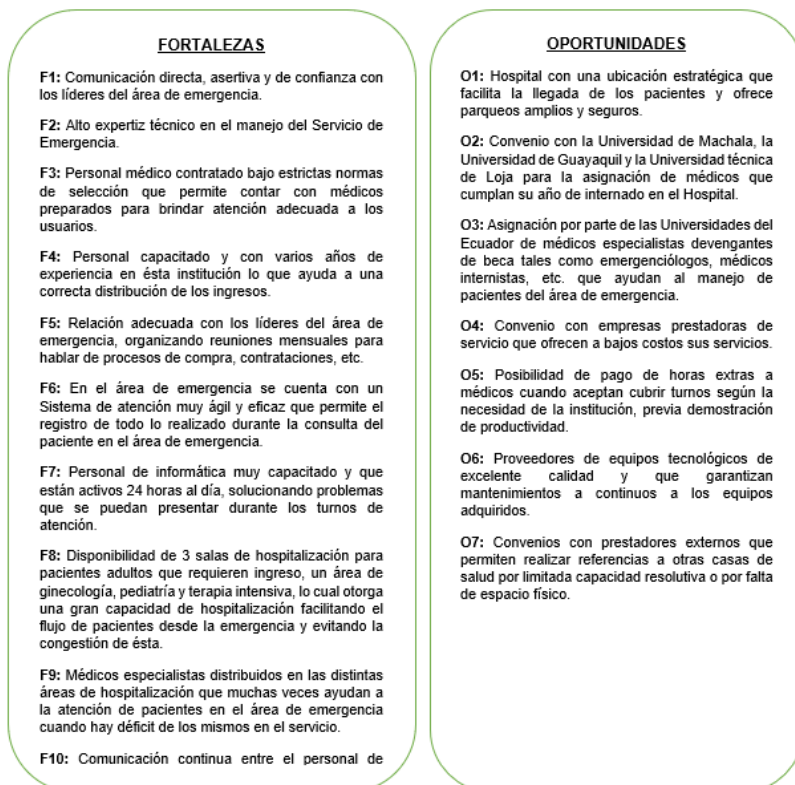 FORTALEZAS
F1: Comunicación directa, asertiva y de confianza con
los líderes del área de emergencia.
F2: Alto expertiz técnico en el manejo del Servicio de
Emergencia.
F3: Personal médico contratado bajo estrictas normas
de selección que permite contar con médicos
preparados para brindar atención adecuada a los
usuarios.
F4: Personal capacitado y con varios años de
experiencia en ésta institución lo que ayuda a una
correcta distribución de los ingresos.
F5: Relación adecuada con los líderes del área de
emergencia, organizando reuniones mensuales para
hablar de procesos de compra, contrataciones, etc.
F6: En el área de emergencia se cuenta con un
Sistema de atención muy ágil y eficaz que permite el
registro de todo lo realizado durante la consulta del
paciente en el área de emergencia.
F7: Personal de informática muy capacitado y que
están activos 24 horas al día, solucionando problemas
que se puedan presentar durante los turnos de
atención.
F8: Disponibilidad de 3 salas de hospitalización para
pacientes adultos que requieren ingreso, un área de
ginecología, pediatría y terapia intensiva, lo cual otorga
una gran capacidad de hospitalización facilitando el
flujo de pacientes desde la emergencia y evitando la
congestión de ésta.
F9: Médicos especialistas distribuidos en las distintas
áreas de hospitalización que muchas veces ayudan a
la atención de pacientes en el área de emergencia
cuando hay déficit de los mismos en el servicio.
F10: Comunicación continua entre el personal de
OPORTUNIDADES
O1: Hospital con una ubicación estratégica que
facilita la llegada de los pacientes y ofrece
parqueos amplios y seguros.
O2: Convenio con la Universidad de Machala, la
Universidad de Guayaquil y la Universidad técnica
de Loja para la asignación de médicos que
cumplan su año de internado en el Hospital.
O3: Asignación por parte de las Universidades del
Ecuador de médicos especialistas devengantes
de beca tales como emergenciólogos, médicos
internistas, etc. que ayudan al manejo de
pacientes del área de emergencia.
O4: Convenio con empresas prestadoras de
servicio que ofrecen a bajos costos sus servicios.
O5: Posibilidad de pago de horas extras a
médicos cuando aceptan cubrir turnos según la
necesidad de la institución, previa demostración
de productividad.
O6: Proveedores de equipos tecnológicos de
excelente calidad y que garantizan
mantenimientos a continuos a los equipos
adquiridos.
O7: Convenios con prestadores externos que
permiten realizar referencias a otras casas de
salud por limitada capacidad resolutiva o por falta
de espacio físico.